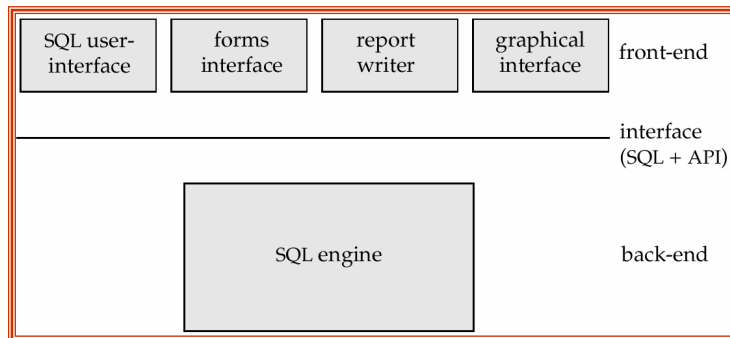 SQL user-
interface
forms
interface
report
writer
graphical
interface
front-end
interface
(SQL + API)
SQL engine
back-end